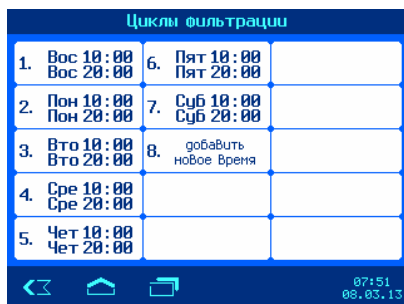 Циклы фильтрации
1. Вос 10:00
Вос 20:00
2. Пон 10:00
Пон 20:00
3. Вто 10:00
Вто 20:00
4. Сре 10:00
Сре 20:00
5. Чет 10:00
Чет 20:00
6. Пят 10:00
Пят 20:00
7. Суб 10:00
Суб 20:00
8. добавить
новое время
07:51
08.03.13